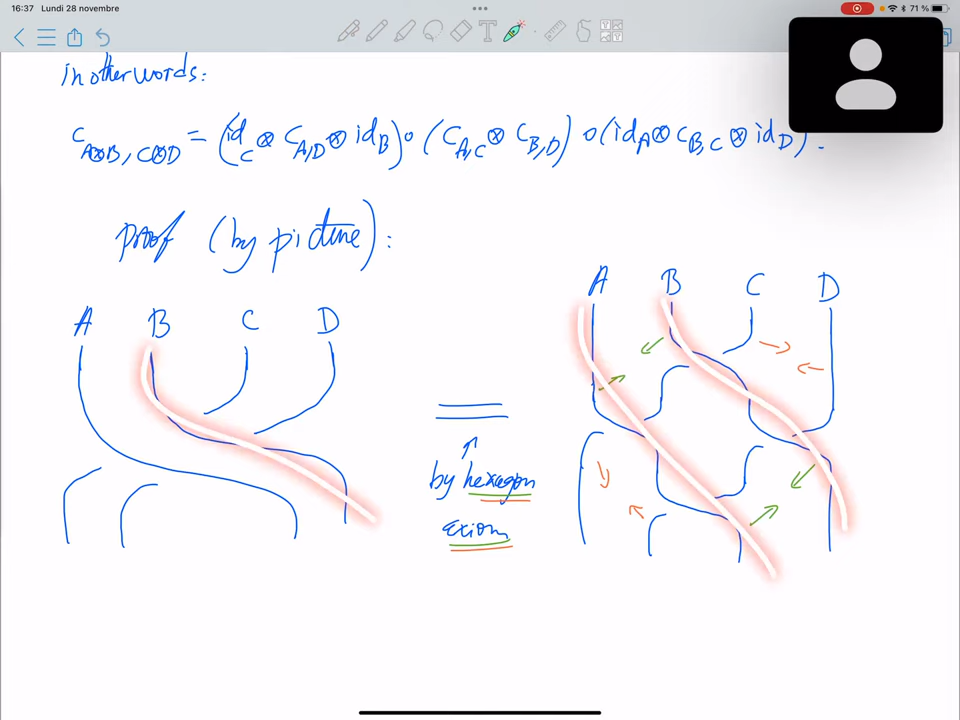 16:37 Lundi 28 novembre
71 %
in other words:
c_{A⊗B, C⊗D} = (id_C ⊗ c_{A,D} ⊗ id_B) ∘ (c_{A,C} ⊗ c_{B,D}) ∘ (id_A ⊗ c_{B,C} ⊗ id_D).
proof (by picture):
A B C D
A B C D
by hexagon
axiom